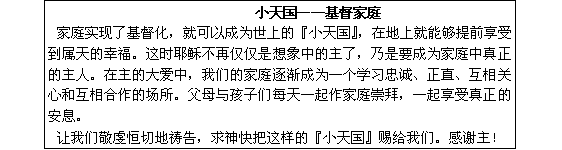 小天国——基督家庭
家庭实现了基督化，就可以成为世上的『小天国』，在地上就能够提前享受
到属天的幸福。这时耶稣不再仅仅是想象中的主了，乃是要成为家庭中真正
的主人。在主的大爱中，我们的家庭逐渐成为一个学习忠诚、正直、互相关
心和互相合作的场所。父母与孩子们每天一起作家庭崇拜，一起享受真正的
安息。
让我们敬虔恒切地祷告，求神快把这样的『小天国』赐给我们。感谢主！